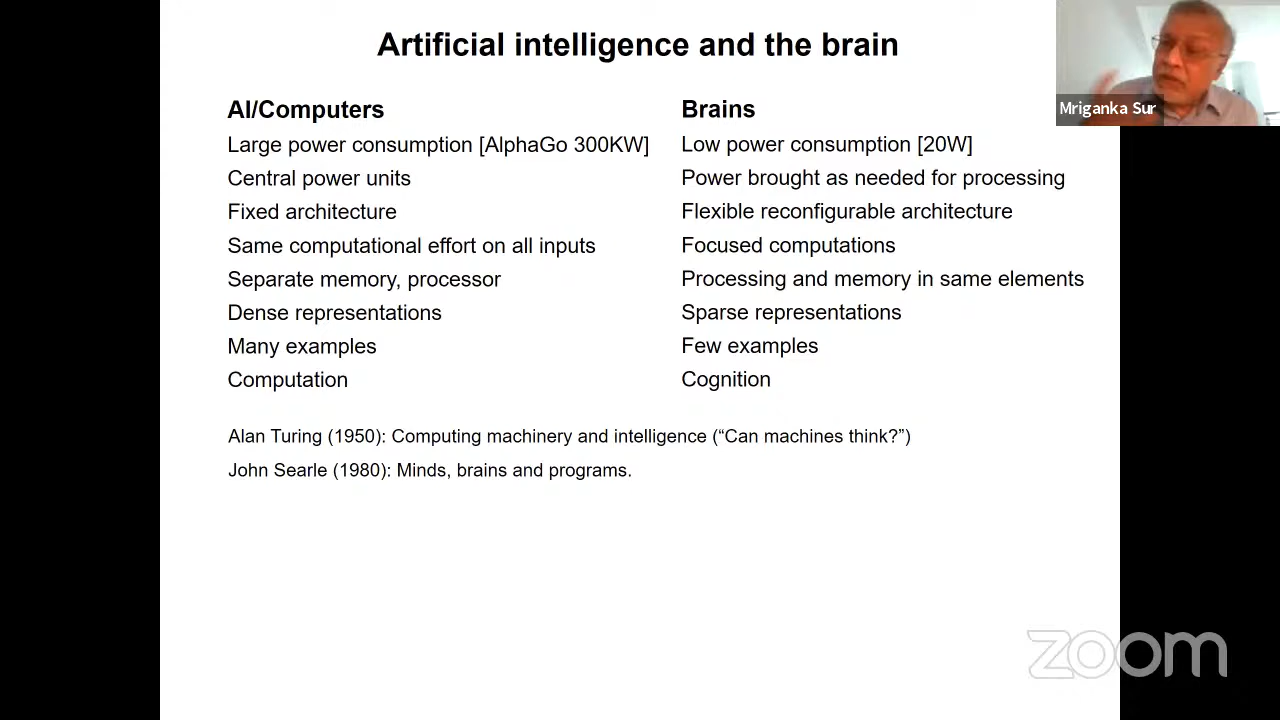 Artificial intelligence and the brain
AI/Computers
Large power consumption [AlphaGo 300KW]
Central power units
Fixed architecture
Same computational effort on all inputs
Separate memory, processor
Dense representations
Many examples
Computation
Brains
Low power consumption [20W]
Power brought as needed for processing
Flexible reconfigurable architecture
Focused computations
Processing and memory in same elements
Sparse representations
Few examples
Cognition
Alan Turing (1950): Computing machinery and intelligence (“Can machines think?”)
John Searle (1980): Minds, brains and programs.
Mriganka Sur
zoom